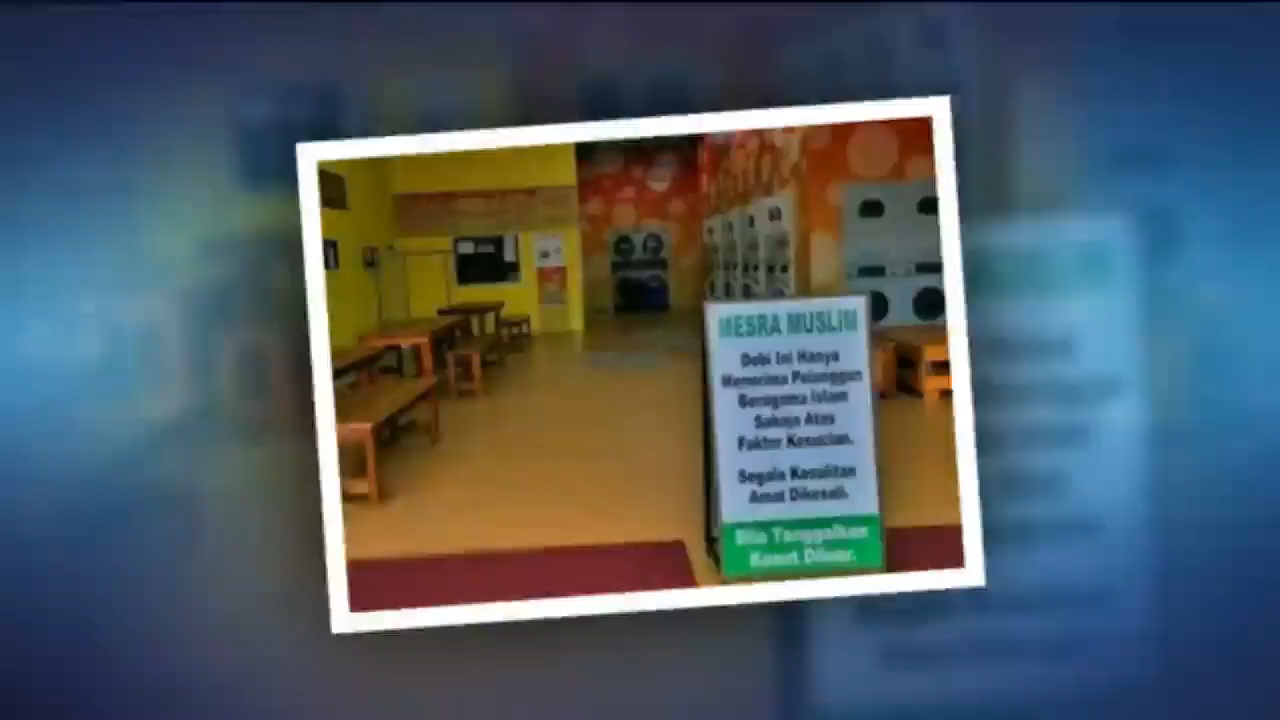 MESRA MUSLIM
Dobi Ini Hanya
Menerima Pelanggan
Beragama Islam
Sahaja Atas
Faktor Kesucian.
Segala Kesulitan
Amat Dikesali.
Sila Tanggalkan
Kasut Diluar.